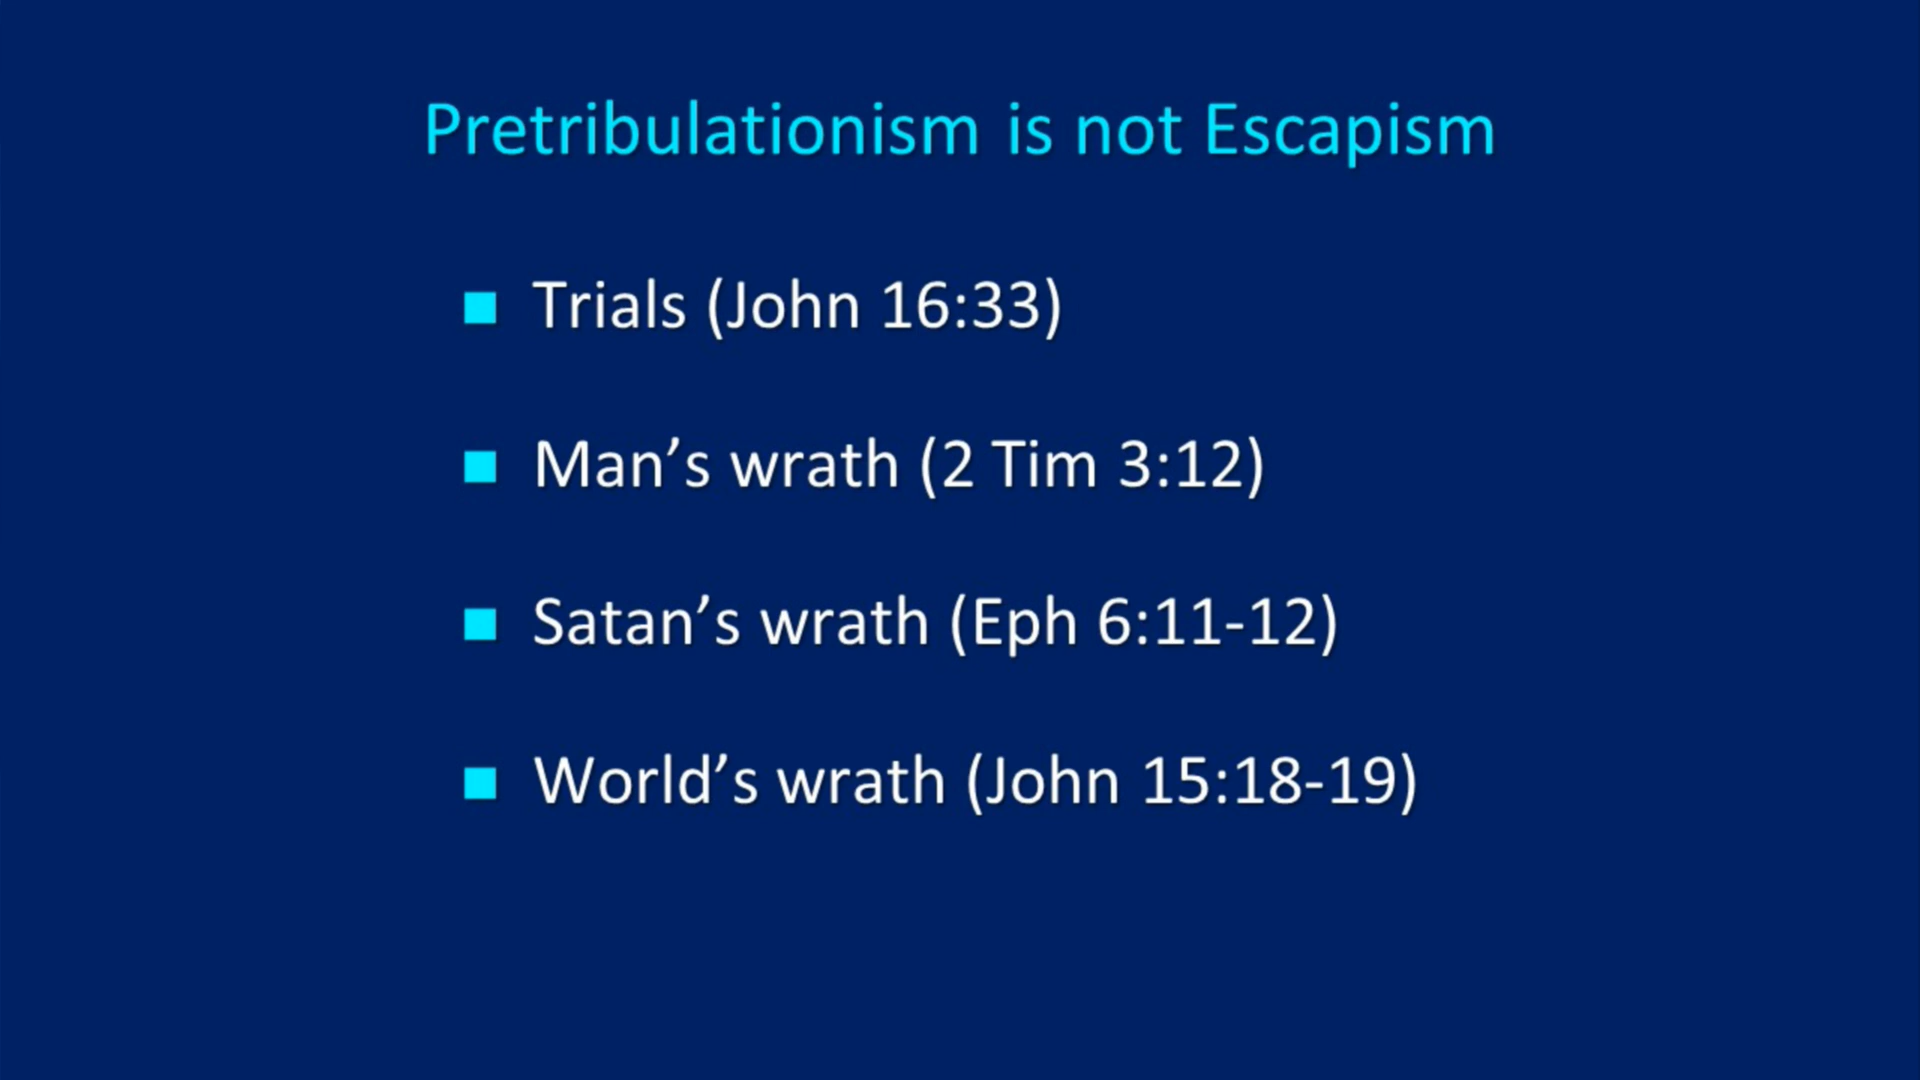 Pretribulationism is not Escapism
Trials (John 16:33)
Man’s wrath (2 Tim 3:12)
Satan’s wrath (Eph 6:11-12)
World’s wrath (John 15:18-19)